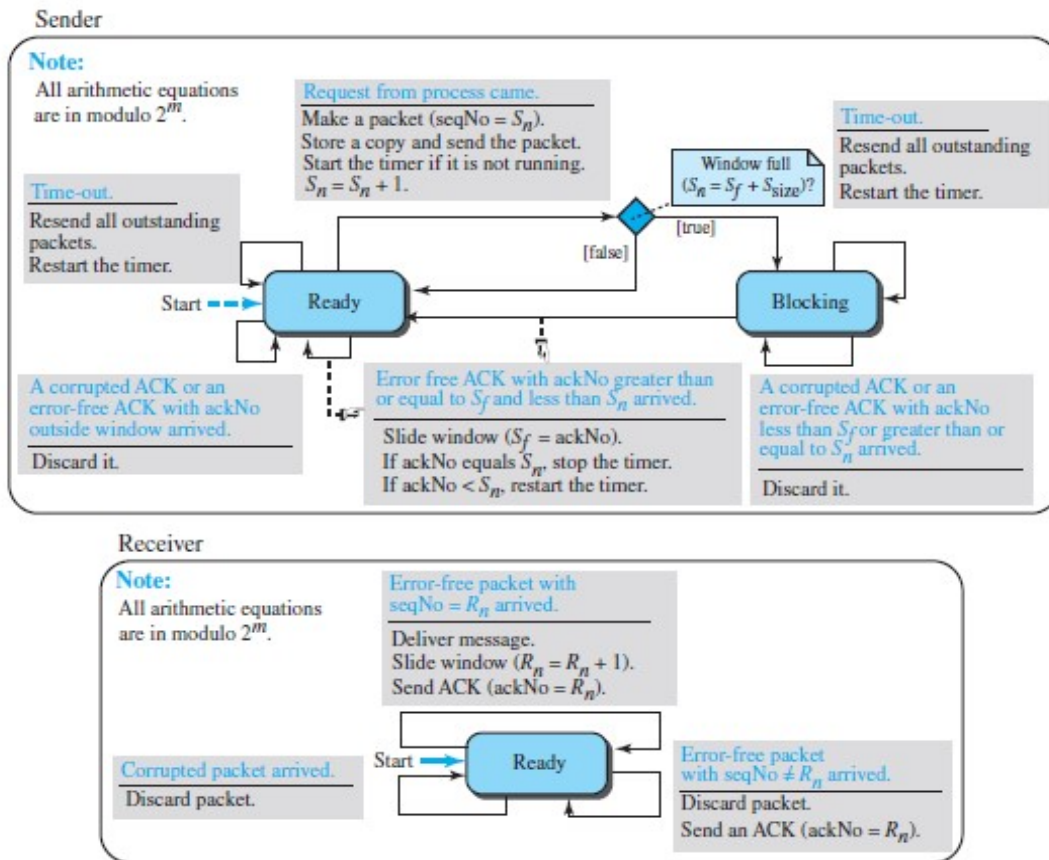 Sender
Note:
All arithmetic equations
are in modulo 2^m.
Request from process came.
Make a packet (seqNo = S_n).
Store a copy and send the packet.
Start the timer if it is not running.
S_n = S_n + 1.
Time-out.
Resend all outstanding
packets.
Restart the timer.
Window full
(S_n = S_f + S_size)?
Time-out.
Resend all outstanding
packets.
Restart the timer.
[false]
[true]
Start
Ready
Blocking
A corrupted ACK or an
error-free ACK with ackNo
outside window arrived.
Discard it.
Error free ACK with ackNo greater than
or equal to S_f and less than S_n arrived.
Slide window (S_f = ackNo).
If ackNo equals S_n, stop the timer.
If ackNo < S_n, restart the timer.
A corrupted ACK or an
error-free ACK with ackNo
less than S_f or greater than or
equal to S_n arrived.
Discard it.
Receiver
Note:
All arithmetic equations
are in modulo 2^m.
Error-free packet with
seqNo = R_n arrived.
Deliver message.
Slide window (R_n = R_n + 1).
Send ACK (ackNo = R_n).
Corrupted packet arrived.
Discard packet.
Start
Ready
Error-free packet
with seqNo ≠ R_n arrived.
Discard packet.
Send an ACK (ackNo = R_n).